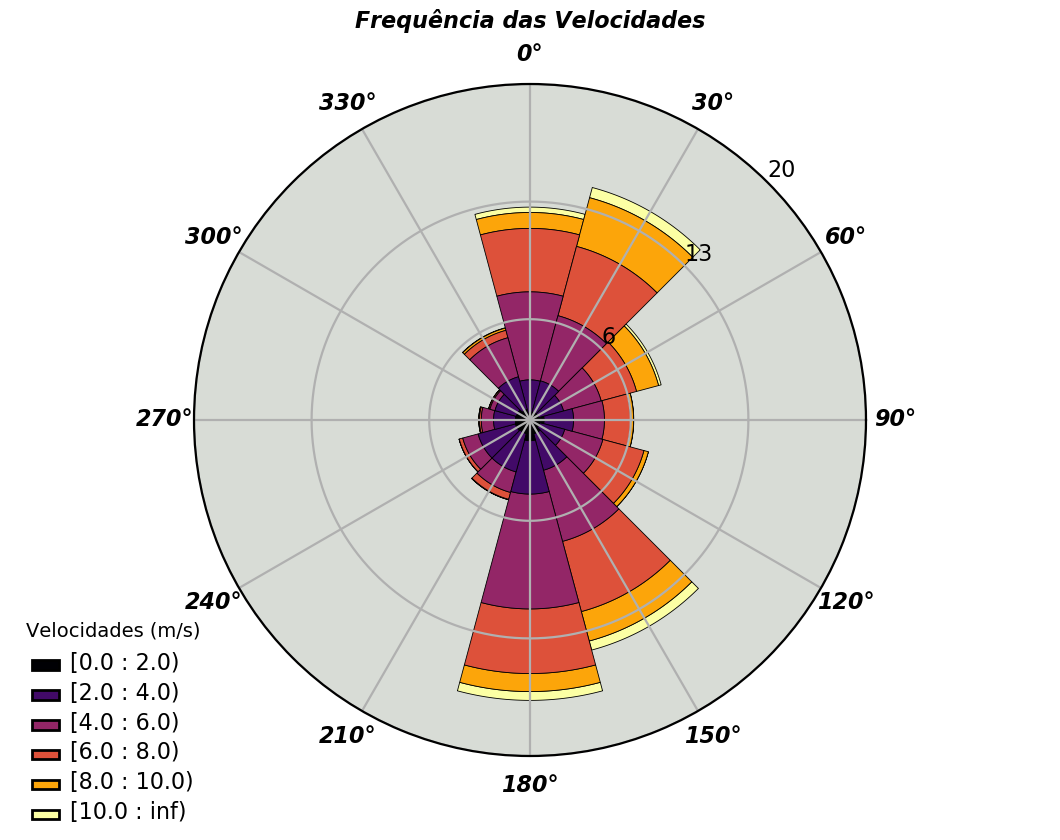 Frequência das Velocidades
0°
330°
30°
20
300°
60°
13
6
270°
90°
240°
120°
210°
150°
180°
Velocidades (m/s)
[0.0 : 2.0)
[2.0 : 4.0)
[4.0 : 6.0)
[6.0 : 8.0)
[8.0 : 10.0)
[10.0 : inf)